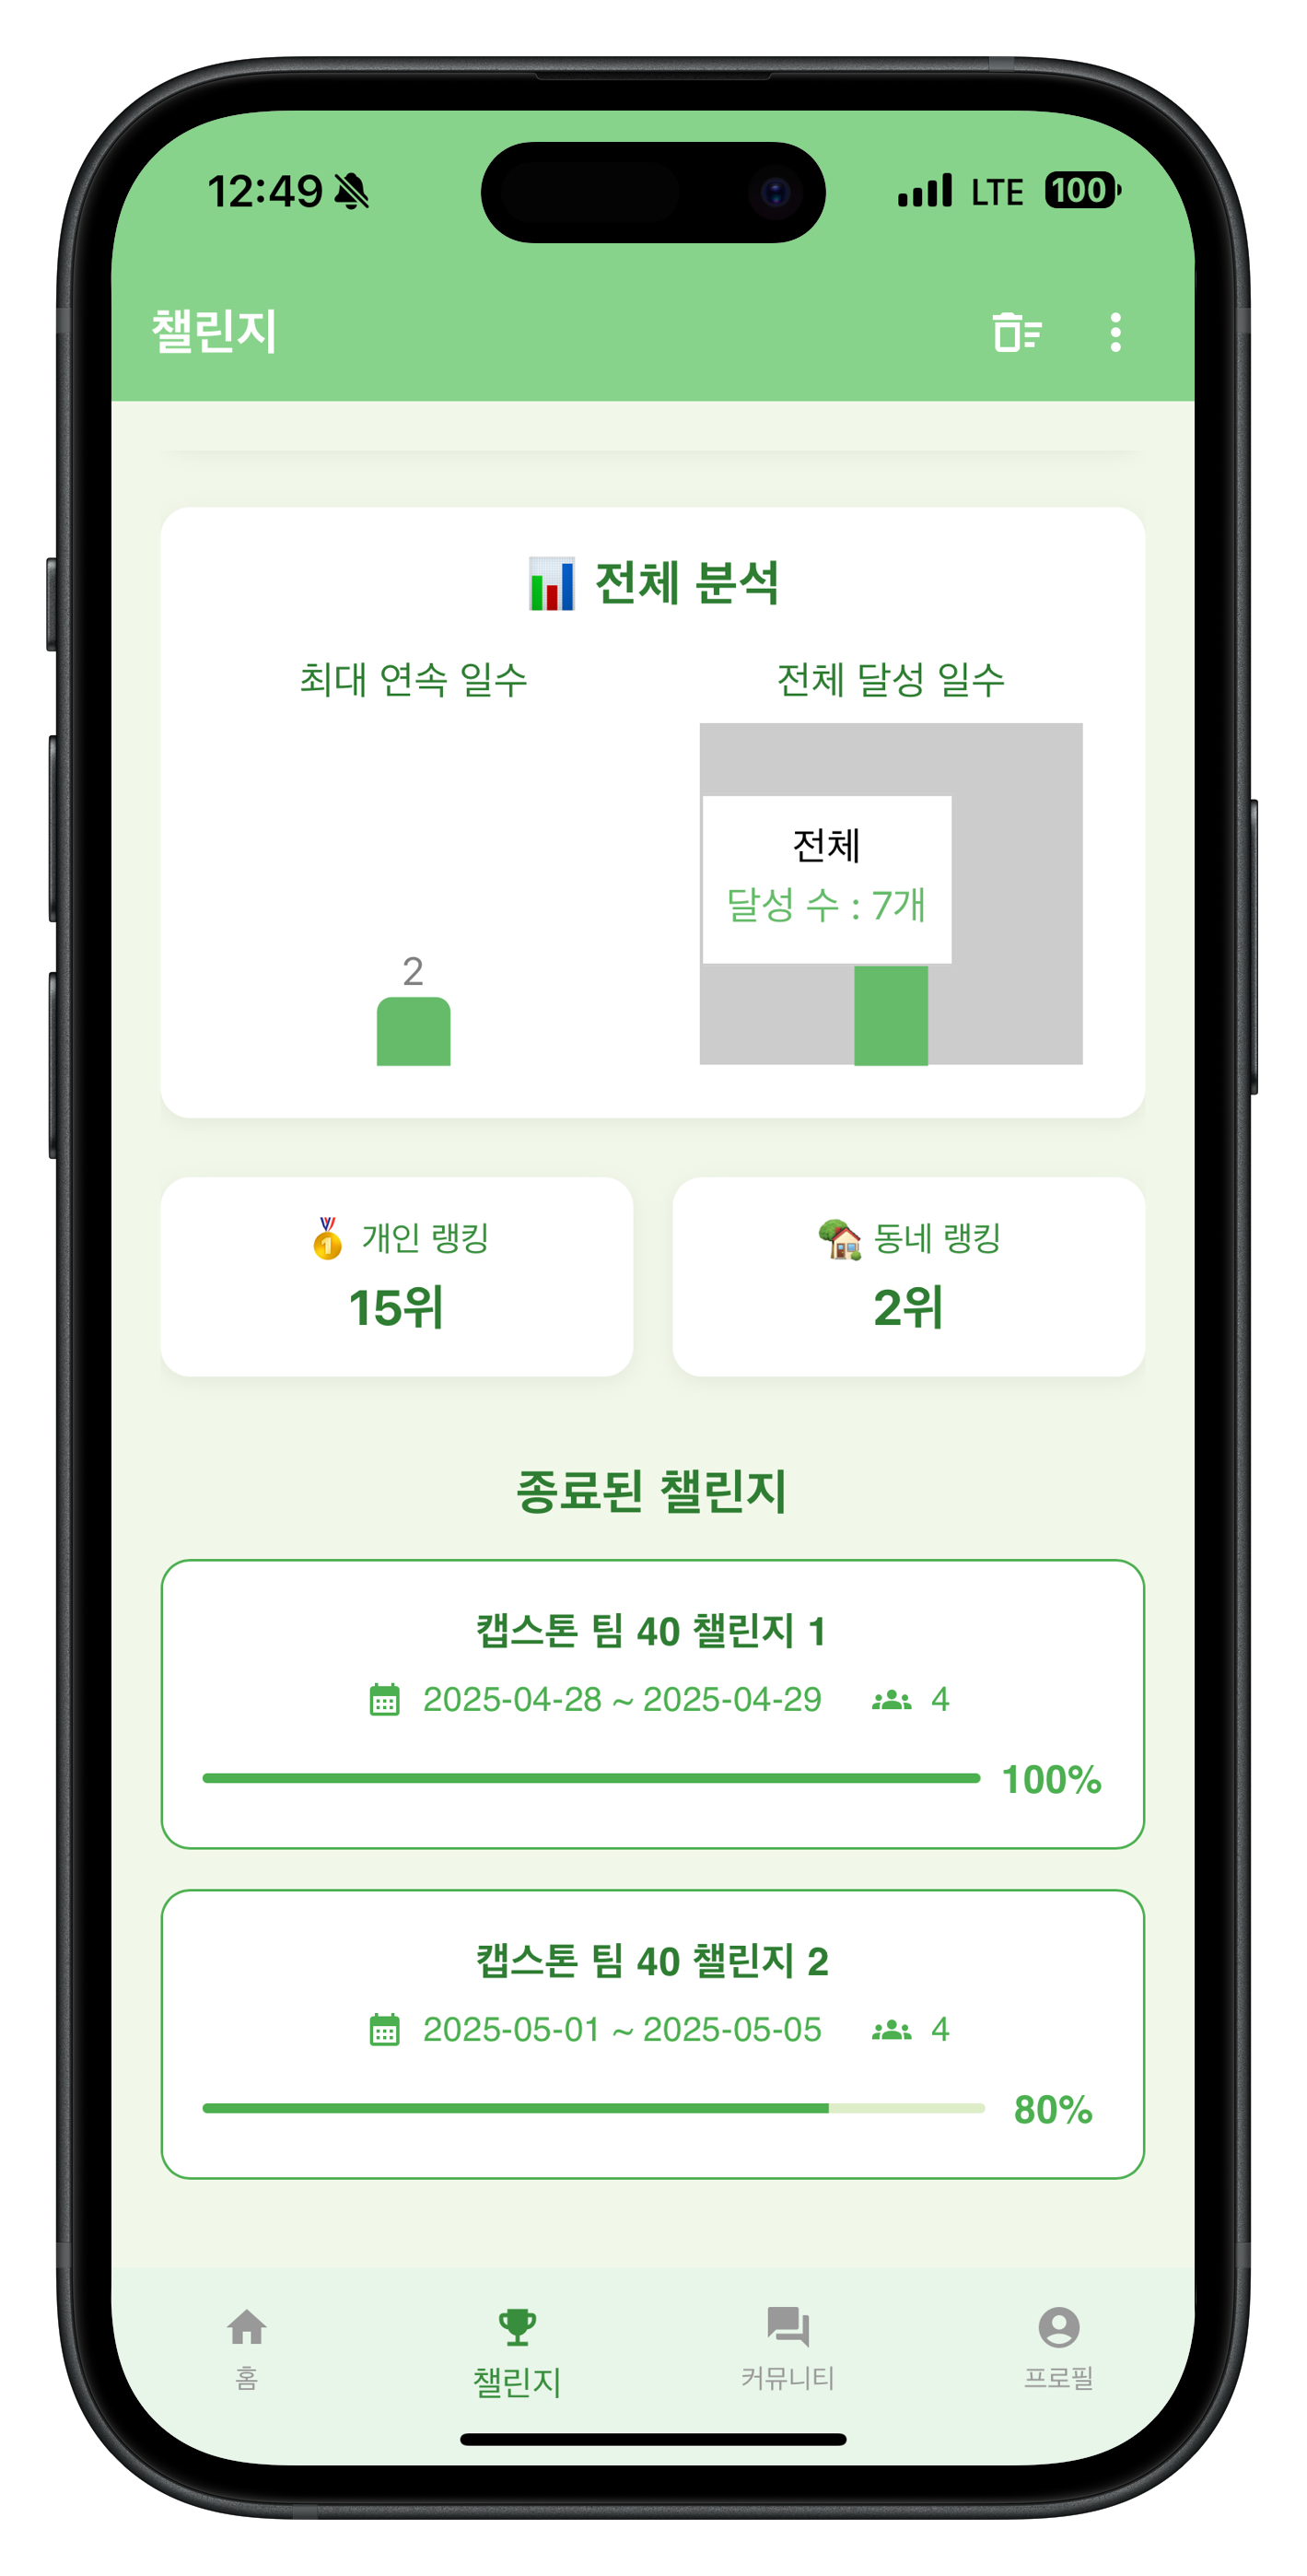 12:49 LTE 100
챌린지
전체 분석
최대 연속 일수
전체 달성 일수
전체
달성 수 : 7개
2
개인 랭킹
15위
동네 랭킹
2위
종료된 챌린지
캡스톤 팀 40 챌린지 1
2025-04-28 ~ 2025-04-29 4
100%
캡스톤 팀 40 챌린지 2
2025-05-01 ~ 2025-05-05 4
80%
홈 챌린지 커뮤니티 프로필